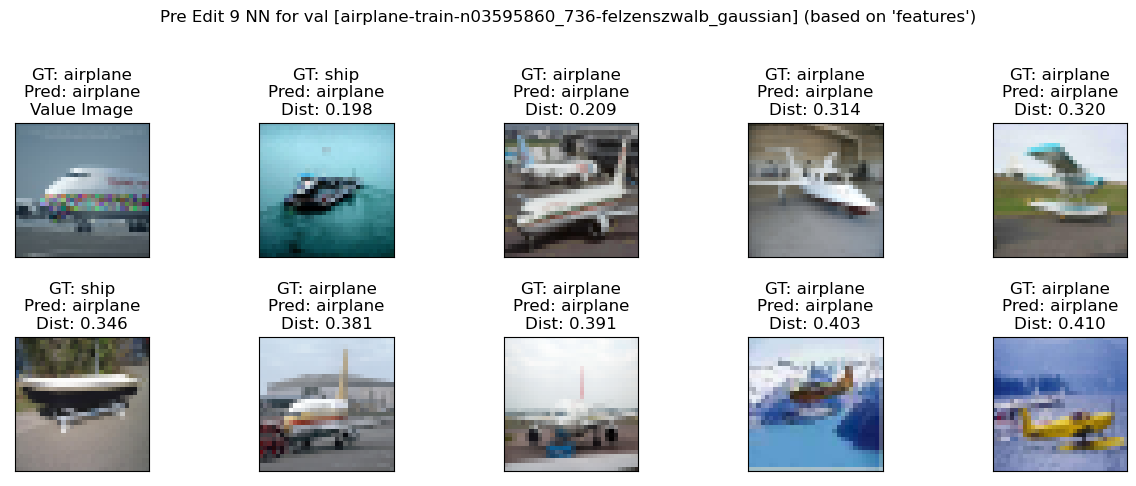 Pre Edit 9 NN for val [airplane-train-n03595860_736-felzenszwalb_gaussian] (based on 'features')
GT: airplane
Pred: airplane
Value Image
GT: ship
Pred: airplane
Dist: 0.198
GT: airplane
Pred: airplane
Dist: 0.209
GT: airplane
Pred: airplane
Dist: 0.314
GT: airplane
Pred: airplane
Dist: 0.320
GT: ship
Pred: airplane
Dist: 0.346
GT: airplane
Pred: airplane
Dist: 0.381
GT: airplane
Pred: airplane
Dist: 0.391
GT: airplane
Pred: airplane
Dist: 0.403
GT: airplane
Pred: airplane
Dist: 0.410